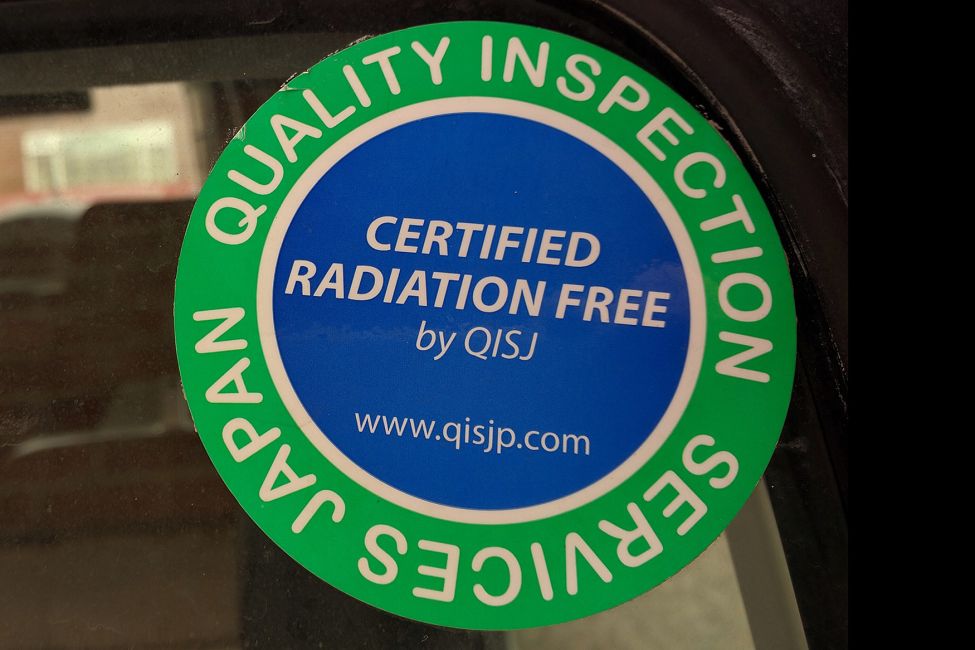 QUALITY INSPECTION SERVICES JAPAN
CERTIFIED
RADIATION FREE
by QISJ
www.qisjp.com